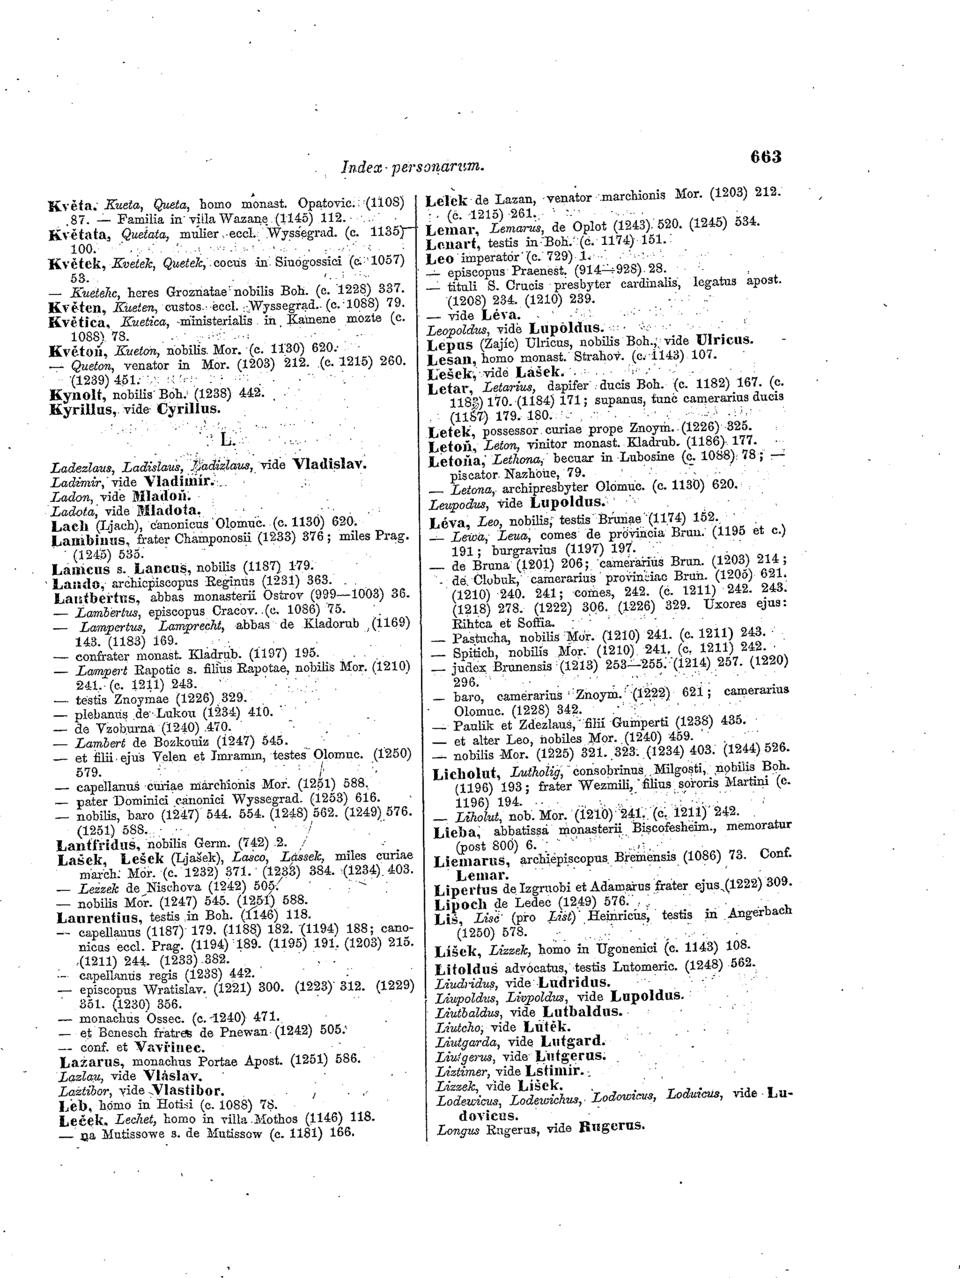 663
Index personarum.
Květa. Kueta, Queta, homo monast. Opatovic. (1108)
87. — Familia in villa Wazane (1145) 112.
Květata, Quetata, mulier eccl. Wyssegrad. (c. 1135)
100.
Květek, Kvetek, Quetek, cocus in Sinogossici (c. 1057)
53.
— Kuetehc, heres Groznatae nobilis Boh. (c. 1228) 337.
Květen, Kueten, custos eccl. Wyssegrad. (c. 1088) 79.
Květica, Kuetica, ministerialis in Kamene mozte (c.
1088) 78.
Květoň, Kueton, nobilis Mor. (c. 1130) 620.
— Queton, venator in Mor. (1203) 212. (c. 1215) 260.
(1239) 451.
Kynolt, nobilis Boh. (1238) 442.
Kyrillus, vide Cyrillus.
L.
Ladezlaus, Ladislaus, Ladizlaus, vide Vladislav.
Ladimir, vide Vladimír.
Ladon, vide Mladoň.
Ladota, vide Mladota.
Lach (Ljach), canonicus Olomuc. (c. 1130) 620.
Lambinus, frater Champonosii (1233) 376; miles Prag.
(1245) 535.
Lamcus s. Lancus, nobilis (1187) 179.
Lando, archiepiscopus Reginus (1231) 363.
Lantbertus, abbas monasterii Ostrov (999—1003) 36.
— Lambertus, episcopus Cracov. (c. 1086) 75.
— Lampertus, Lamprecht, abbas de Kladorub (1169)
143. (1183) 169.
— confrater monast. Kladrub. (1197) 195.
— Lampert Rapotic s. filius Rapotae, nobilis Mor. (1210)
241. (c. 1211) 243.
— testis Znoymae (1226) 329.
— plebanus de Lukou (1234) 410.
— de Vzoburna (1240) 470.
— Lambert de Bozkouiz (1247) 545.
— et filii ejus Velen et Imramin, testes Olomuc. (1250)
579.
— capellanus curiae marchionis Mor. (1251) 588.
— pater Dominici canonici Wyssegrad. (1253) 616.
— nobilis, baro (1247) 544. 554. (1248) 562. (1249) 576.
(1251) 588.
Lantfridus, nobilis Germ. (742) 2.
Lašek, Lešek (Ljašek), Lasco, Lassek, miles curiae
march. Mor. (c. 1232) 371. (1233) 384. (1234) 403.
— Lezzek de Nischova (1242) 505.
— nobilis Mor. (1247) 545. (1251) 588.
Laurentius, testis in Boh. (1146) 118.
— capellanus (1187) 179. (1188) 182. (1194) 188; cano-
nicus eccl. Prag. (1194) 189. (1195) 191. (1203) 215.
(1211) 244. (1233) 382.
— capellanus regis (1238) 442.
— episcopus Wratislav. (1221) 300. (1223) 312. (1229)
351. (1230) 356.
— monachus Ossec. (c. 1240) 471.
— et Benesch fratres de Pnewan (1242) 505.
— conf. et Vavřinec.
Lazarus, monachus Portae Apost. (1251) 586.
Lazlau, vide Vláslav.
Laztibor, vide Vlastibor.
Leb, homo in Hotisi (c. 1088) 78.
Leček, Lechet, homo in villa Mothos (1146) 118.
— na Mutissowe s. de Mutissow (c. 1181) 166.
Lelek de Lazan, venator marchionis Mor. (1203) 212.
(c. 1215) 261.
Lemar, Lemarus, de Oplot (1243) 520. (1245) 534.
Lenart, testis in Boh. (c. 1174) 151.
Leo imperator (c. 729) 1.
— episcopus Praenest. (914—928) 28.
— tituli S. Crucis presbyter cardinalis, legatus apost.
(1208) 234. (1210) 239.
— vide Léva.
Leopoldus, vide Lupoldus.
Lepus (Zajíc) Ulricus, nobilis Boh., vide Ulricus.
Lesan, homo monast. Strahov. (c. 1143) 107.
Lešek, vide Lašek.
Letar, Letarius, dapifer ducis Boh. (c. 1182) 167. (c.
1183) 170. (1184) 171; supanus, tunc camerarius ducis
(1187) 179. 180.
Letek, possessor curiae prope Znoym. (1226) 325.
Letoň, Leton, vinitor monast. Kladrub. (1186) 177.
Letoňa, Lethona, becuar in Lubosine (c. 1088) 78; —
piscator Nazhoue, 79.
— Letona, archipresbyter Olomuc. (c. 1130) 620.
Leupodus, vide Lupoldus.
Léva, Leo, nobilis, testis Brunae (1174) 152.
— Lewa, Leua, comes de provincia Brun. (1195 et c.)
191; burgravius (1197) 197.
— de Bruna (1201) 206; camerarius Brun. (1203) 214;
de Clobuk, camerarius provinciae Brun. (1205) 621.
(1210) 240. 241; comes, 242. (c. 1211) 242. 243.
(1218) 278. (1222) 306. (1226) 329. Uxores ejus:
Rihtca et Soffia.
— Pastucha, nobilis Mor. (1210) 241. (c. 1211) 243.
— Spitich, nobilis Mor. (1210) 241. (c. 1211) 242.
— judex Brunensis (1213) 253—255. (1214) 257. (1220)
296.
— baro, camerarius Znoym. (1222) 621; camerarius
Olomuc. (1228) 342.
— Paulik et Zdezlaus, filii Gumperti (1238) 435.
— et alter Leo, nobiles Mor. (1240) 459.
— nobilis Mor. (1225) 321. 323. (1234) 403. (1244) 526.
Licholut, Lutholig, consobrinus Milgosti, nobilis Boh.
(1196) 193; frater Wezmili, filius sororis Martini (c.
1196) 194.
— Liholut, nob. Mor. (1210) 241. (c. 1211) 242.
Lieba, abbatissa monasterii Biscofesheim., memoratur
(post 800) 6.
Liemarus, archiepiscopus Bremensis (1086) 73. Conf.
Lemar.
Lipertus de Izgruobi et Adamarus frater ejus (1222) 309.
Lipoch de Ledec (1249) 576.
Liš, Lisc (pro List) Heinricus, testis in Angerbach
(1250) 578.
Líšek, Lizzek, homo in Ugonenici (c. 1143) 108.
Litoldus advocatus, testis Lutomeric. (1248) 562.
Liudridus, vide Ludridus.
Liupoldus, Livpoldus, vide Lupoldus.
Liutbaldus, vide Lutbaldus.
Liutcho, vide Lutěk.
Liutgarda, vide Lutgard.
Liutgerus, vide Lutgerus.
Liztimer, vide Lstimír.
Lizzek, vide Lišek.
Lodewicus, Lodewichus, Lodowicus, Loduicus, vide Lu-
dovicus.
Longus Rugerus, vide Rugerus.